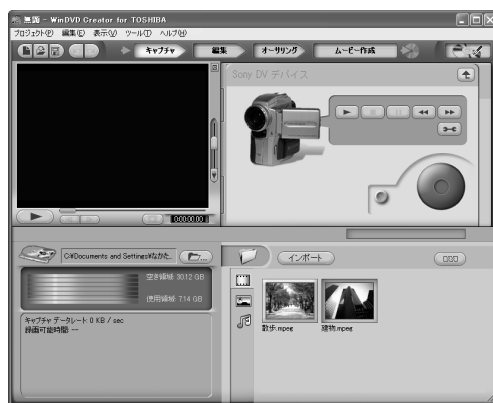 無題 - WinDVD Creator for TOSHIBA
プロジェクト(P) 編集(E) 表示(V) ツール(T) ヘルプ(H)
キャプチャ 編集 オーサリング ムービー作成
Sony DV デバイス
0:00:00:00
C:¥Documents and Settings¥なかた...
空き領域: 30.12 GB
使用領域: 7.14 GB
キャプチャ データレート: 0 KB / sec
録画可能時間: ---
インポート
散歩.mpeg 建物.mpeg